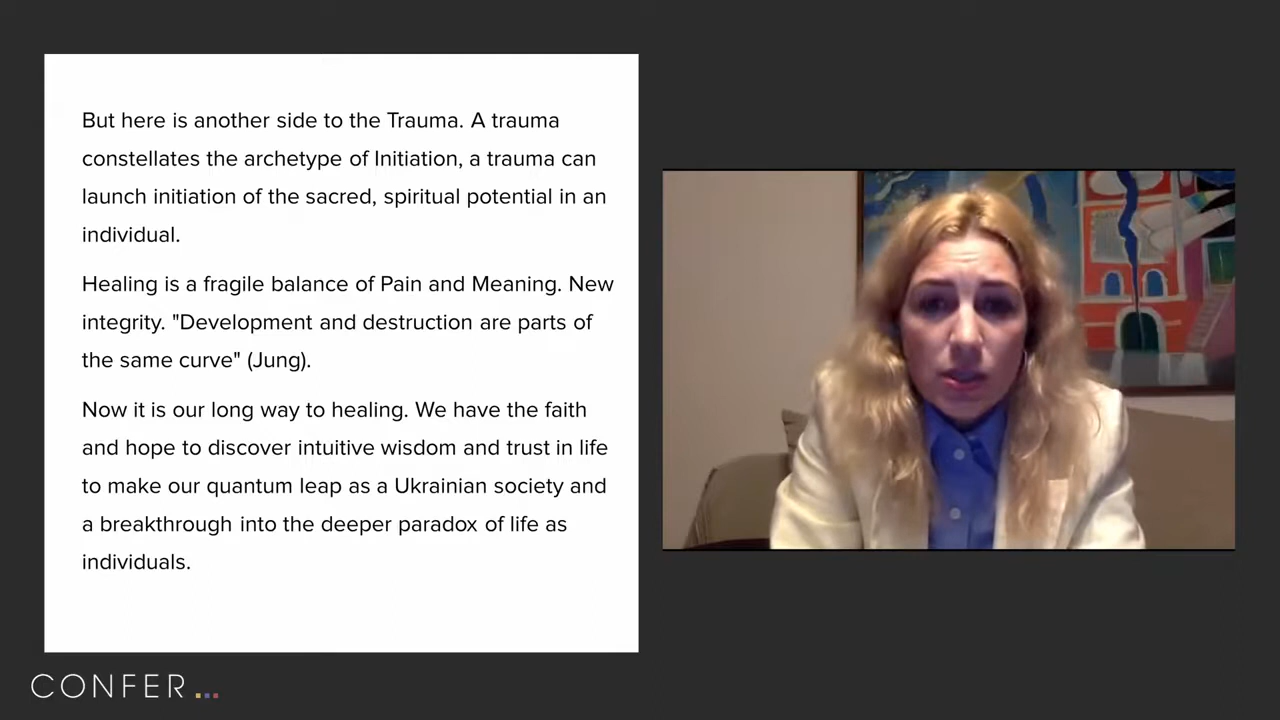 But here is another side to the Trauma. A trauma
constellates the archetype of Initiation, a trauma can
launch initiation of the sacred, spiritual potential in an
individual.
Healing is a fragile balance of Pain and Meaning. New
integrity. "Development and destruction are parts of
the same curve" (Jung).
Now it is our long way to healing. We have the faith
and hope to discover intuitive wisdom and trust in life
to make our quantum leap as a Ukrainian society and
a breakthrough into the deeper paradox of life as
individuals.
CONFER...